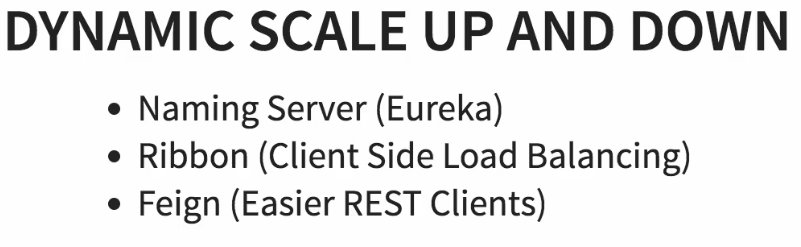 DYNAMIC SCALE UP AND DOWN
• Naming Server (Eureka)
• Ribbon (Client Side Load Balancing)
• Feign (Easier REST Clients)